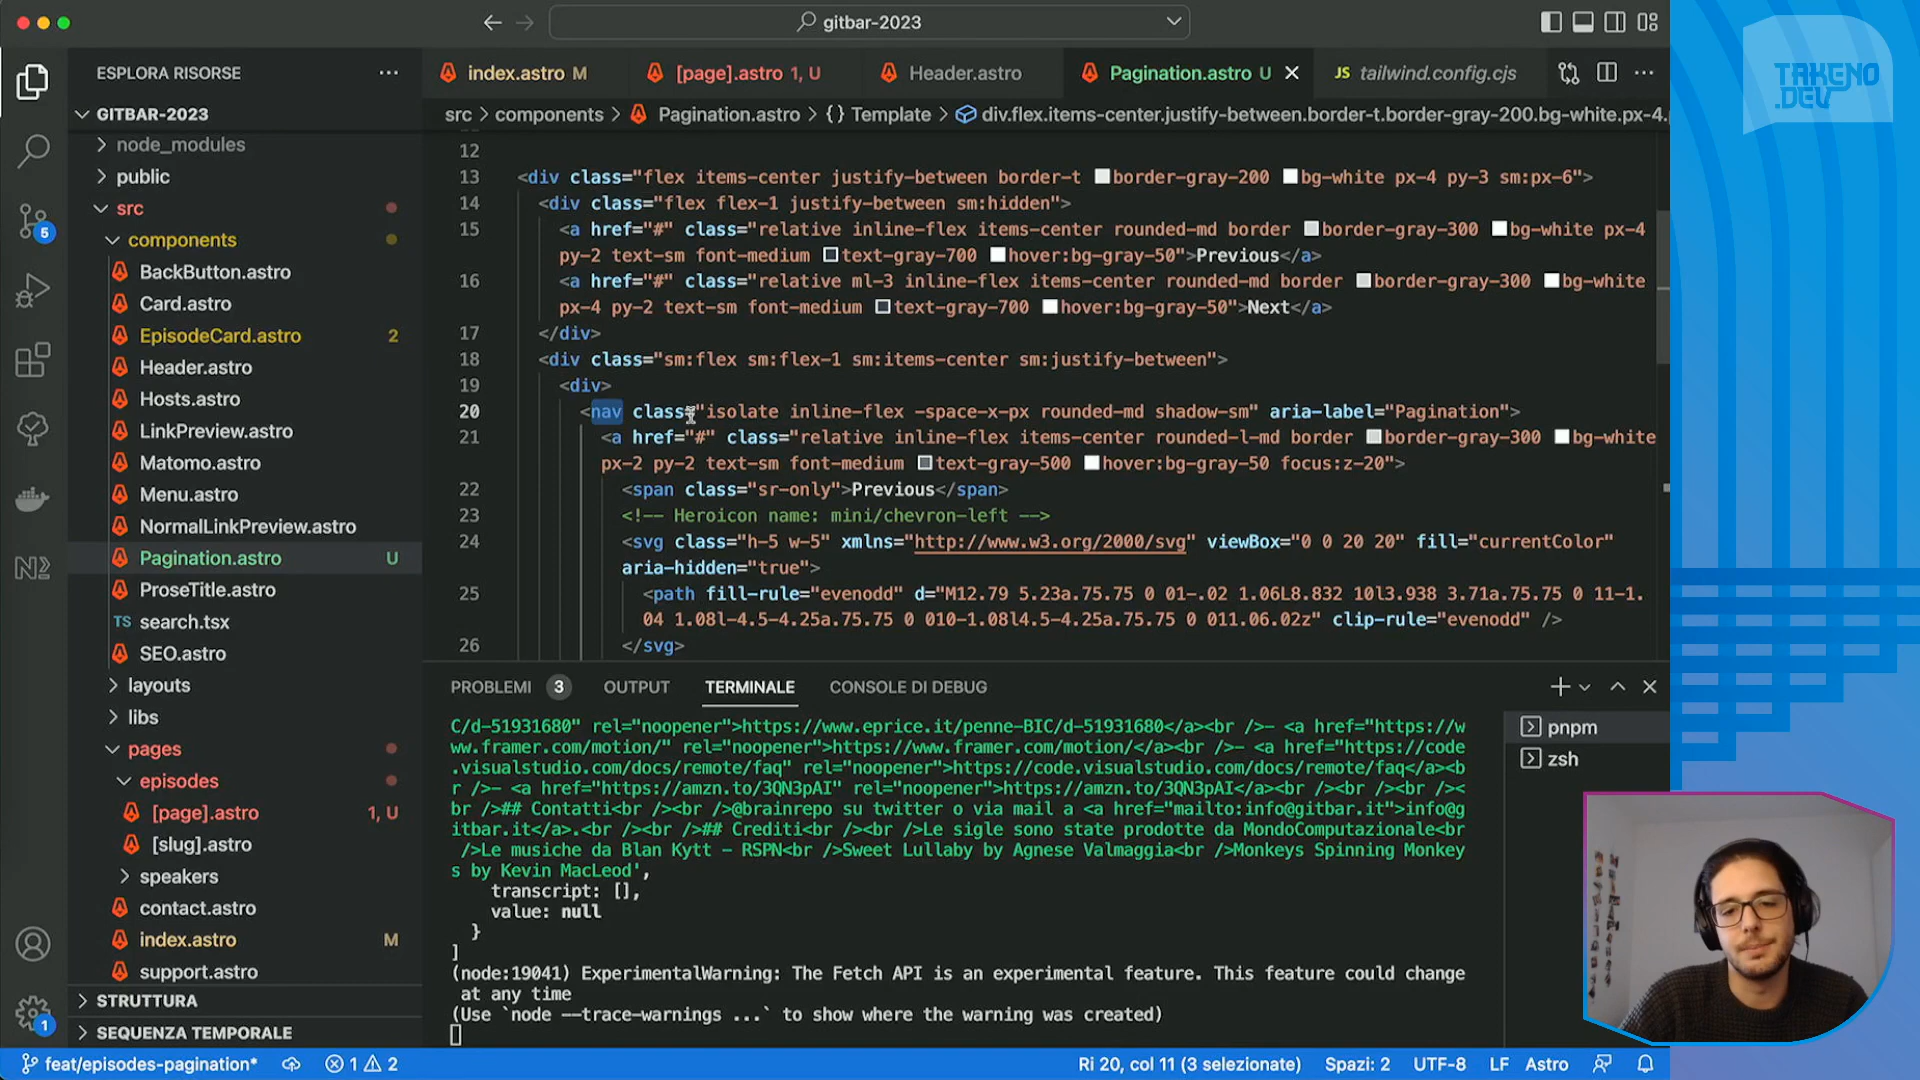 gitbar-2023
ESPLORA RISORSE
index.astro M
[page].astro 1, U
Header.astro
Pagination.astro U
JS tailwind.config.cjs
GITBAR-2023
src > components > Pagination.astro > {} Template > div.flex.items-center.justify-between.border-t.border-gray-200.bg-white.px-4.
node_modules
public
src
components
BackButton.astro
Card.astro
EpisodeCard.astro 2
Header.astro
Hosts.astro
LinkPreview.astro
Matomo.astro
Menu.astro
NormalLinkPreview.astro
Pagination.astro U
ProseTitle.astro
TS search.tsx
SEO.astro
layouts
libs
pages
episodes
[page].astro 1, U
[slug].astro
speakers
contact.astro
index.astro M
support.astro
STRUTTURA
SEQUENZA TEMPORALE
5
1
12
13 <div class="flex items-center justify-between border-t border-gray-200 bg-white px-4 py-3 sm:px-6">
14 <div class="flex flex-1 justify-between sm:hidden">
15 <a href="#" class="relative inline-flex items-center rounded-md border border-gray-300 bg-white px-4
py-2 text-sm font-medium text-gray-700 hover:bg-gray-50">Previous</a>
16 <a href="#" class="relative ml-3 inline-flex items-center rounded-md border border-gray-300 bg-white
px-4 py-2 text-sm font-medium text-gray-700 hover:bg-gray-50">Next</a>
17 </div>
18 <div class="sm:flex sm:flex-1 sm:items-center sm:justify-between">
19 <div>
20 <nav class="isolate inline-flex -space-x-px rounded-md shadow-sm" aria-label="Pagination">
21 <a href="#" class="relative inline-flex items-center rounded-l-md border border-gray-300 bg-white
px-2 py-2 text-sm font-medium text-gray-500 hover:bg-gray-50 focus:z-20">
22 <span class="sr-only">Previous</span>
23 <!-- Heroicon name: mini/chevron-left -->
24 <svg class="h-5 w-5" xmlns="http://www.w3.org/2000/svg" viewBox="0 0 20 20" fill="currentColor"
aria-hidden="true">
25 <path fill-rule="evenodd" d="M12.79 5.23a.75.75 0 01-.02 1.06L8.832 10l3.938 3.71a.75.75 0 11-1.
04 1.08l-4.5-4.25a.75.75 0 010-1.08l4.5-4.25a.75.75 0 011.06.02z" clip-rule="evenodd" />
26 </svg>
PROBLEMI 3 OUTPUT TERMINALE CONSOLE DI DEBUG
C/d-51931680" rel="noopener">https://www.eprice.it/penne-BIC/d-51931680</a><br />- <a href="https://w
ww.framer.com/motion/" rel="noopener">https://www.framer.com/motion/</a><br />- <a href="https://code
.visualstudio.com/docs/remote/faq" rel="noopener">https://code.visualstudio.com/docs/remote/faq</a><b
r />- <a href="https://amzn.to/3QN3pAI" rel="noopener">https://amzn.to/3QN3pAI</a><br /><br /><br /><
br />## Contatti<br /><br />@brainrepo su twitter o via mail a <a href="mailto:info@gitbar.it">info@g
itbar.it</a>.<br /><br />## Crediti<br /><br />Le sigle sono state prodotte da MondoComputazionale<br
/>Le musiche da Blan Kytt - RSPN<br />Sweet Lullaby by Agnese Valmaggia<br />Monkeys Spinning Monkey
s by Kevin MacLeod',
transcript: [],
value: null
}
]
(node:19041) ExperimentalWarning: The Fetch API is an experimental feature. This feature could change
at any time
(Use `node --trace-warnings ...` to show where the warning was created)
pnpm
zsh
feat/episodes-pagination* 1 2
Ri 20, col 11 (3 selezionate) Spazi: 2 UTF-8 LF Astro
TAKENO
.DEV